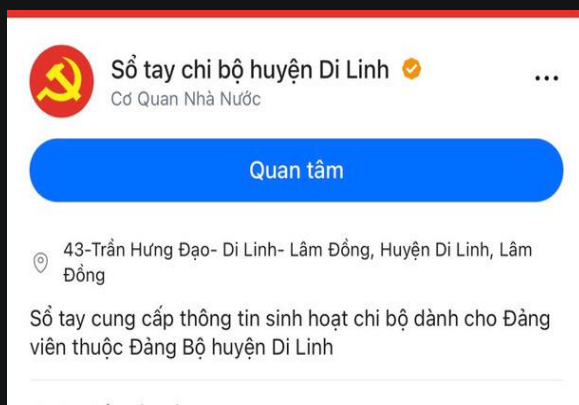 Sổ tay chi bộ huyện Di Linh
Cơ Quan Nhà Nước
Quan tâm
43-Trần Hưng Đạo- Di Linh- Lâm Đồng, Huyện Di Linh, Lâm
Đồng
Sổ tay cung cấp thông tin sinh hoạt chi bộ dành cho Đảng
viên thuộc Đảng Bộ huyện Di Linh